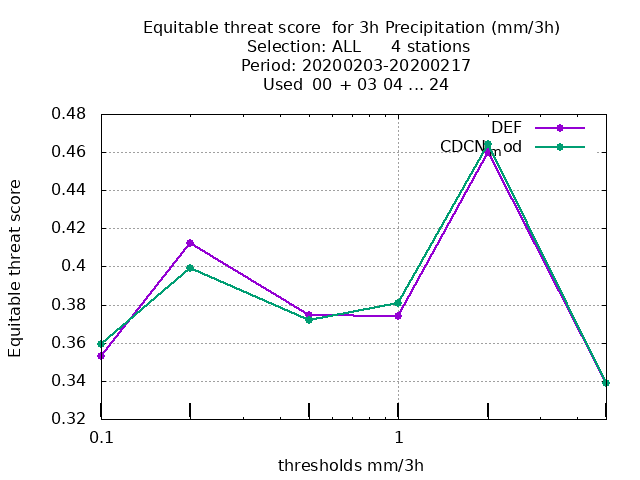 Equitable threat score  for 3h Precipitation (mm/3h)
Selection: ALL      4 stations
Period: 20200203-20200217
Used  00 + 03 04 ... 24
0.48
0.46
0.44
0.42
0.4
0.38
0.36
0.34
0.32
Equitable threat score
DEF
CDCNmod
0.1
1
thresholds mm/3h